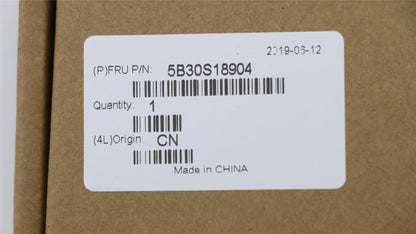 2019-06-12
(P)FRU P/N: 5B30S18904
Quantity: 1
(4L)Origin: CN
Made in CHINA